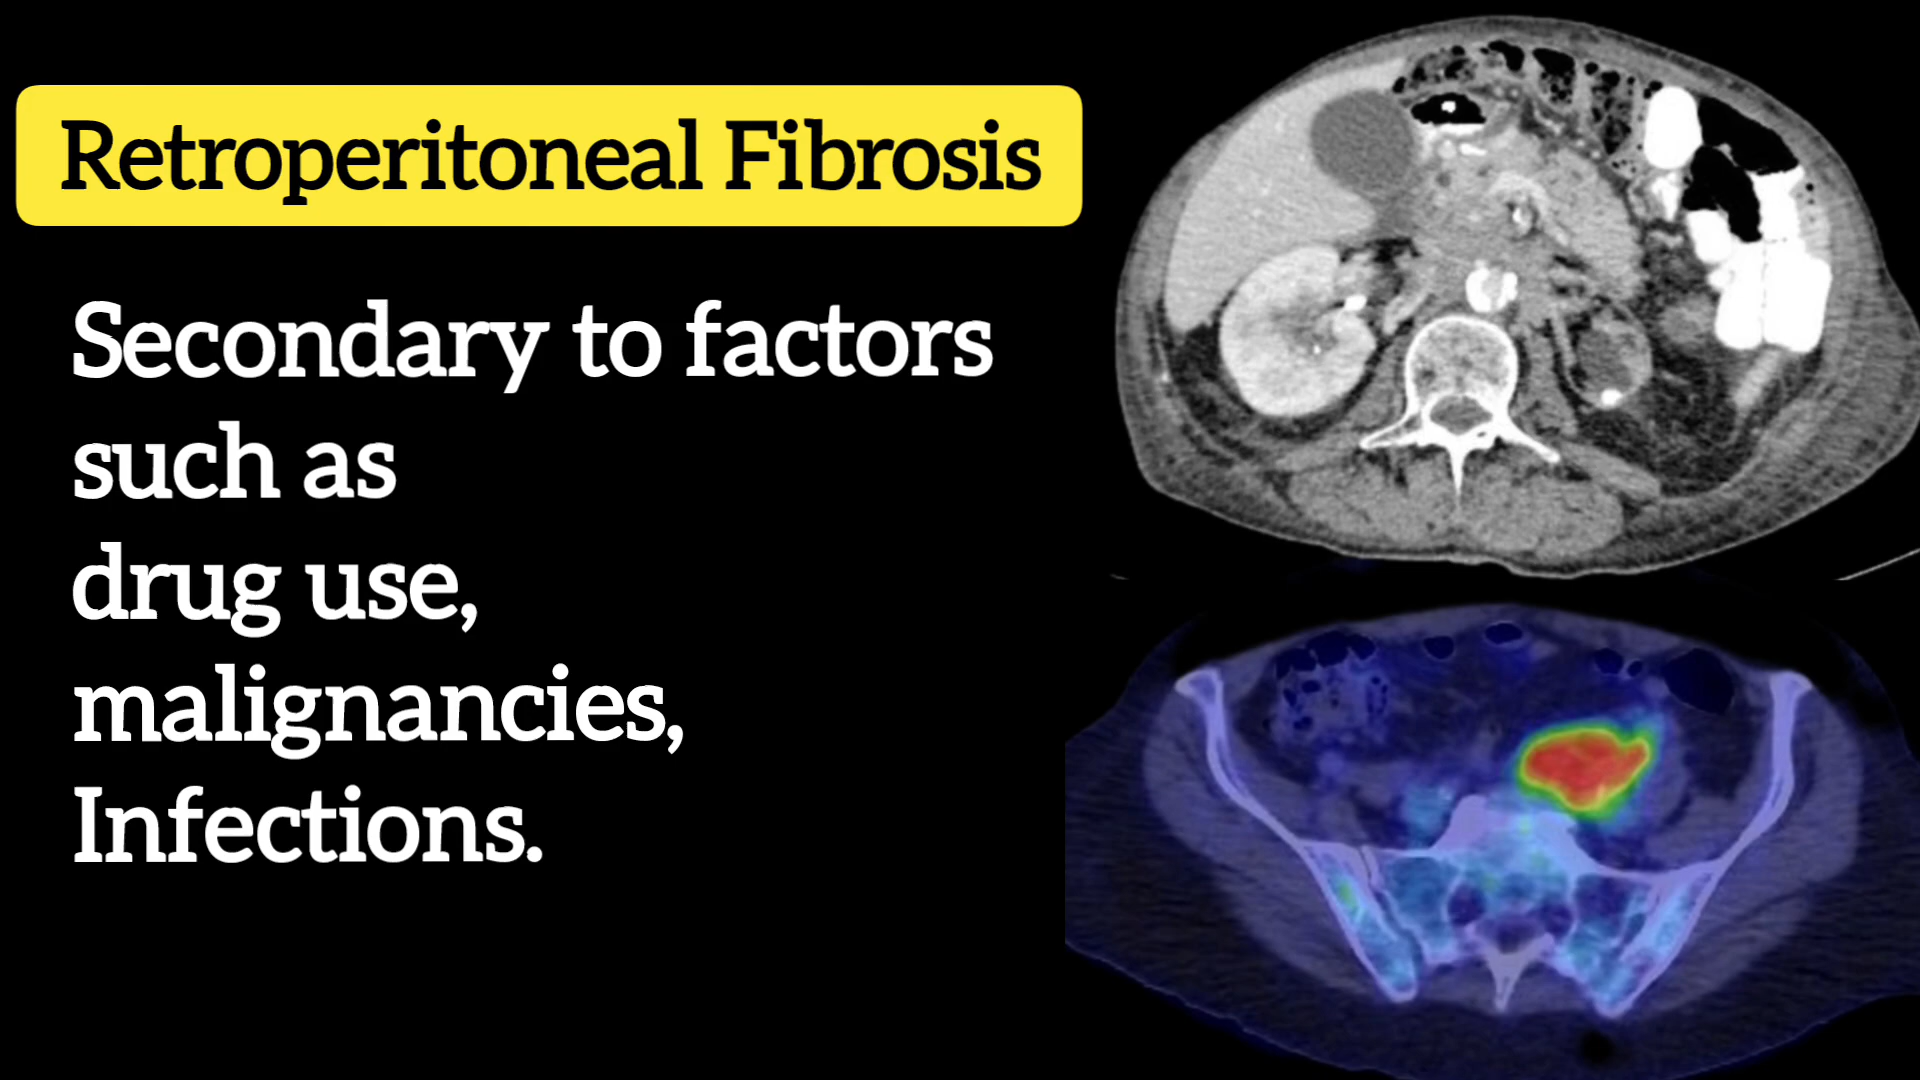 Retroperitoneal Fibrosis
Secondary to factors
such as
drug use,
malignancies,
Infections.